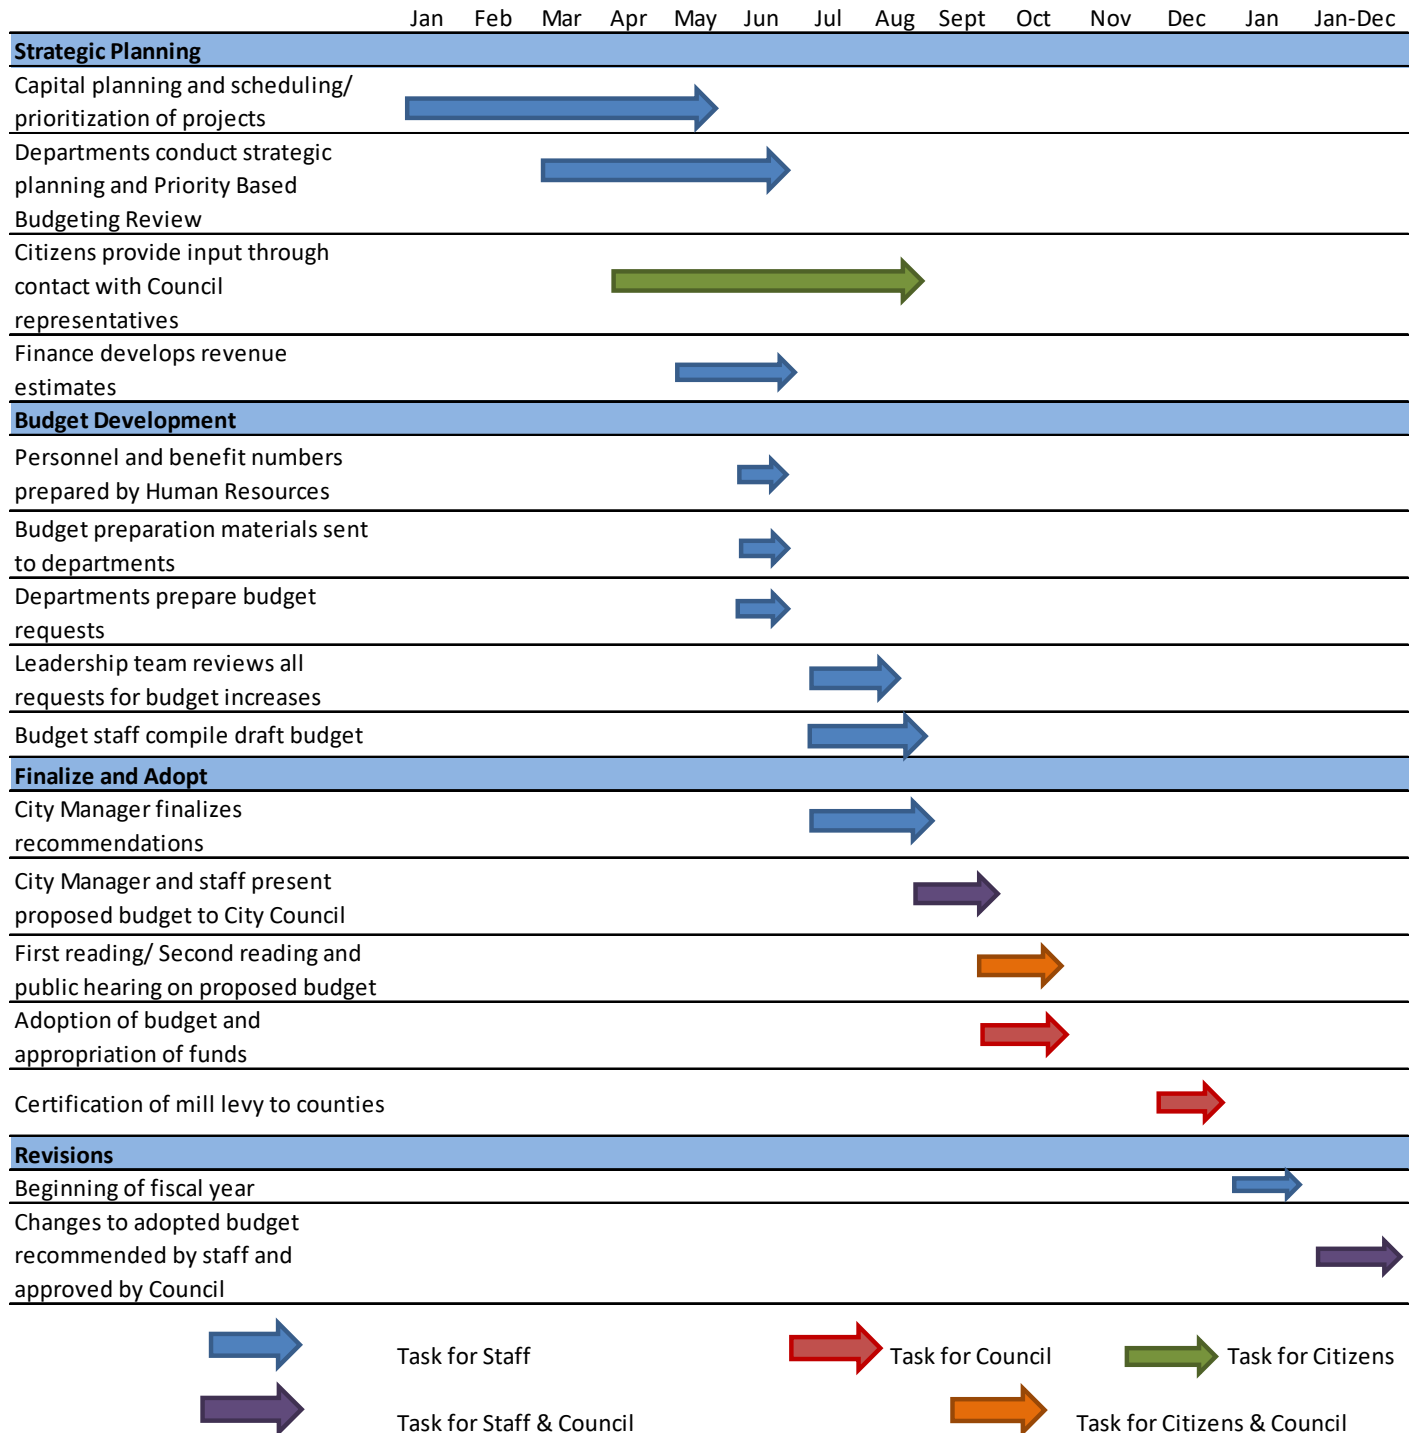 Jan Feb Mar Apr May Jun Jul Aug Sept Oct Nov Dec Jan Jan-Dec
Strategic Planning
Capital planning and scheduling/
prioritization of projects
Departments conduct strategic
planning and Priority Based
Budgeting Review
Citizens provide input through
contact with Council
representatives
Finance develops revenue
estimates
Budget Development
Personnel and benefit numbers
prepared by Human Resources
Budget preparation materials sent
to departments
Departments prepare budget
requests
Leadership team reviews all
requests for budget increases
Budget staff compile draft budget
Finalize and Adopt
City Manager finalizes
recommendations
City Manager and staff present
proposed budget to City Council
First reading/ Second reading and
public hearing on proposed budget
Adoption of budget and
appropriation of funds
Certification of mill levy to counties
Revisions
Beginning of fiscal year
Changes to adopted budget
recommended by staff and
approved by Council
Task for Staff Task for Council Task for Citizens
Task for Staff & Council Task for Citizens & Council